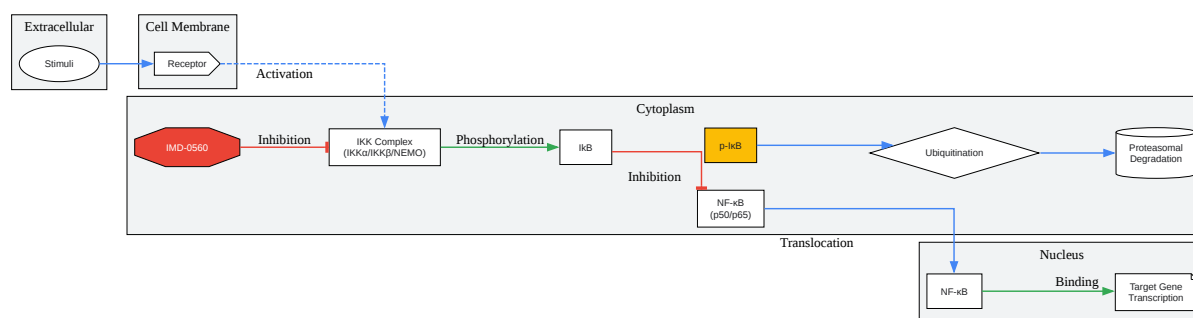 Extracellular
Cell Membrane
Stimuli
Receptor
Activation
Cytoplasm
IMD-0560
Inhibition
IKK Complex
(IKKα/IKKβ/NEMO)
Phosphorylation
IkB
Inhibition
p-IκB
Ubiquitination
Proteasomal
Degradation
NF-κB
(p50/p65)
Translocation
Nucleus
NF-κB
Binding
Target Gene
Transcription